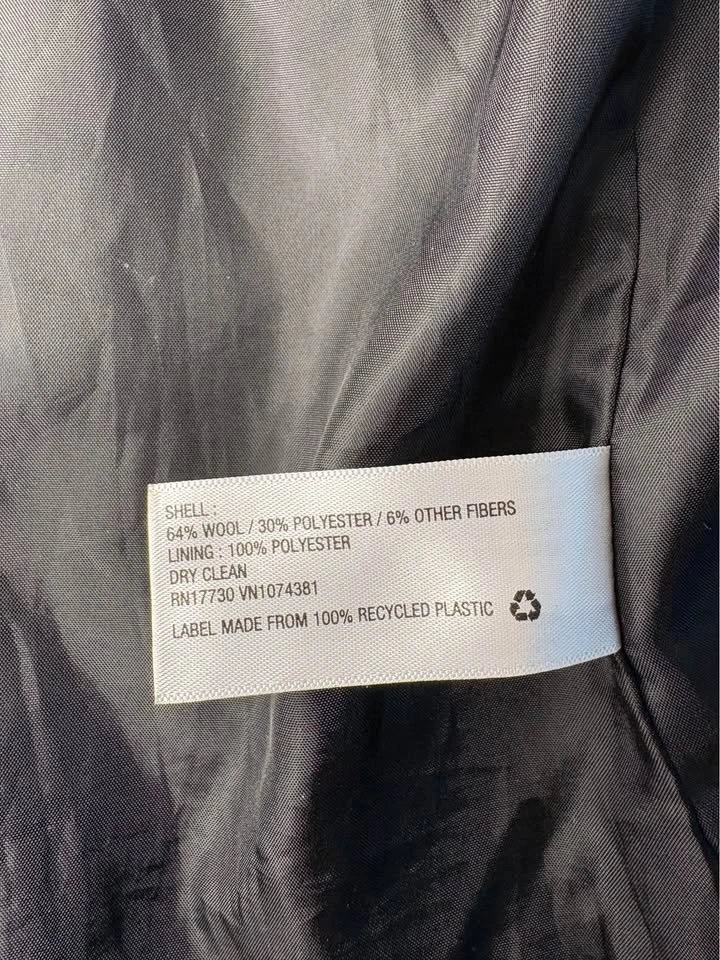 SHELL :
64% WOOL / 30% POLYESTER / 6% OTHER FIBERS
LINING : 100% POLYESTER
DRY CLEAN
RN17730 VN1074381
LABEL MADE FROM 100% RECYCLED PLASTIC